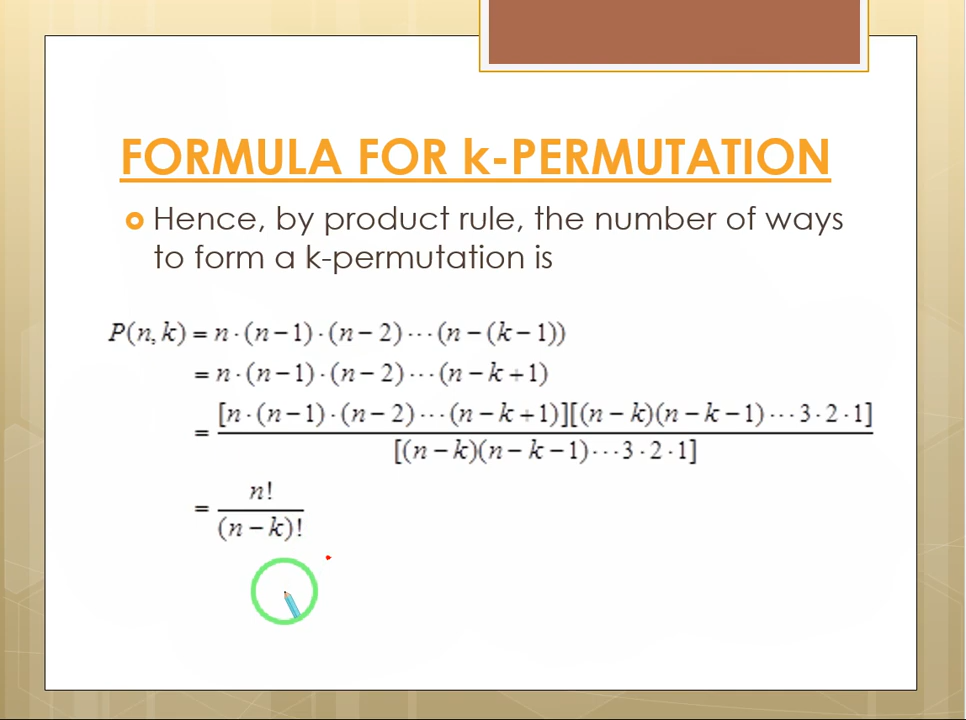 FORMULA FOR k-PERMUTATION
Hence, by product rule, the number of ways
to form a k-permutation is
P(n,k) = n·(n−1)·(n−2)···(n−(k−1))
= n·(n−1)·(n−2)···(n−k+1)
= [n·(n−1)·(n−2)···(n−k+1)][(n−k)(n−k−1)···3·2·1]
[(n−k)(n−k−1)···3·2·1]
= n!
(n−k)!